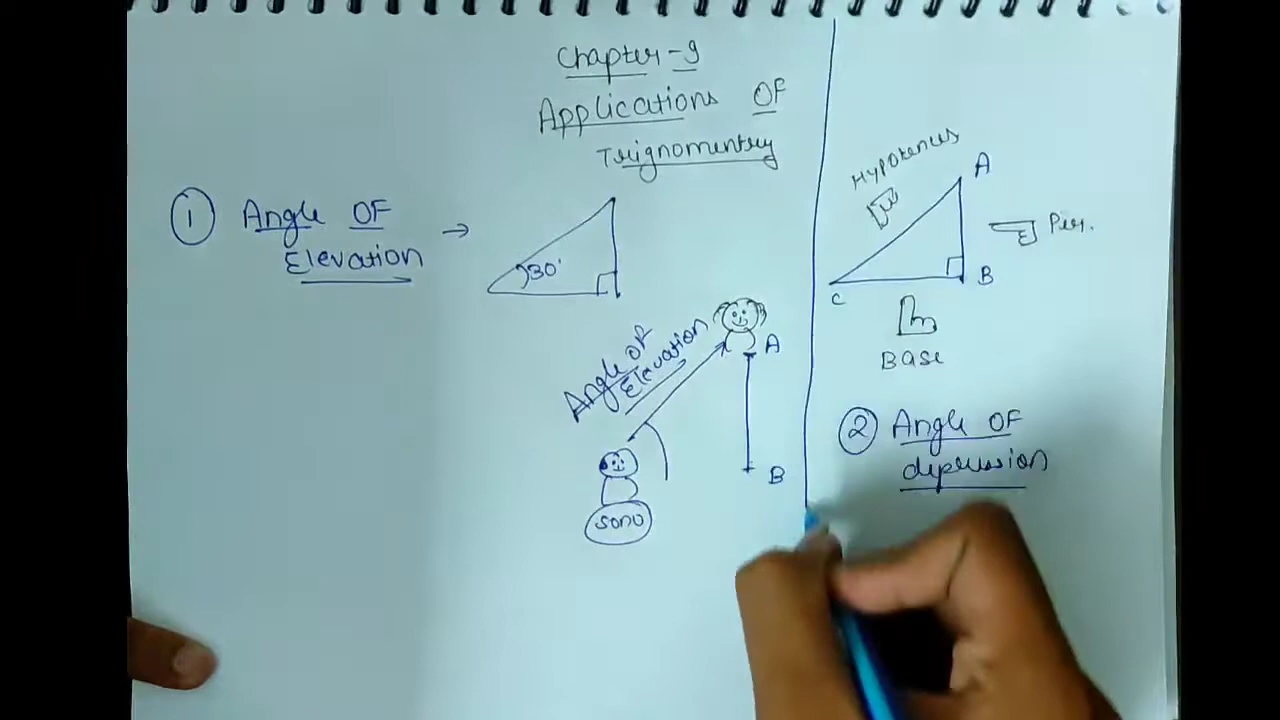 Chapter-9
Applications OF
Trignomentry
① Angle OF
Elevation →
30°
Angle OF
Elevation
A
B
SONU
Hypotenus
A
B
C
Per.
Base
② Angle OF
depression